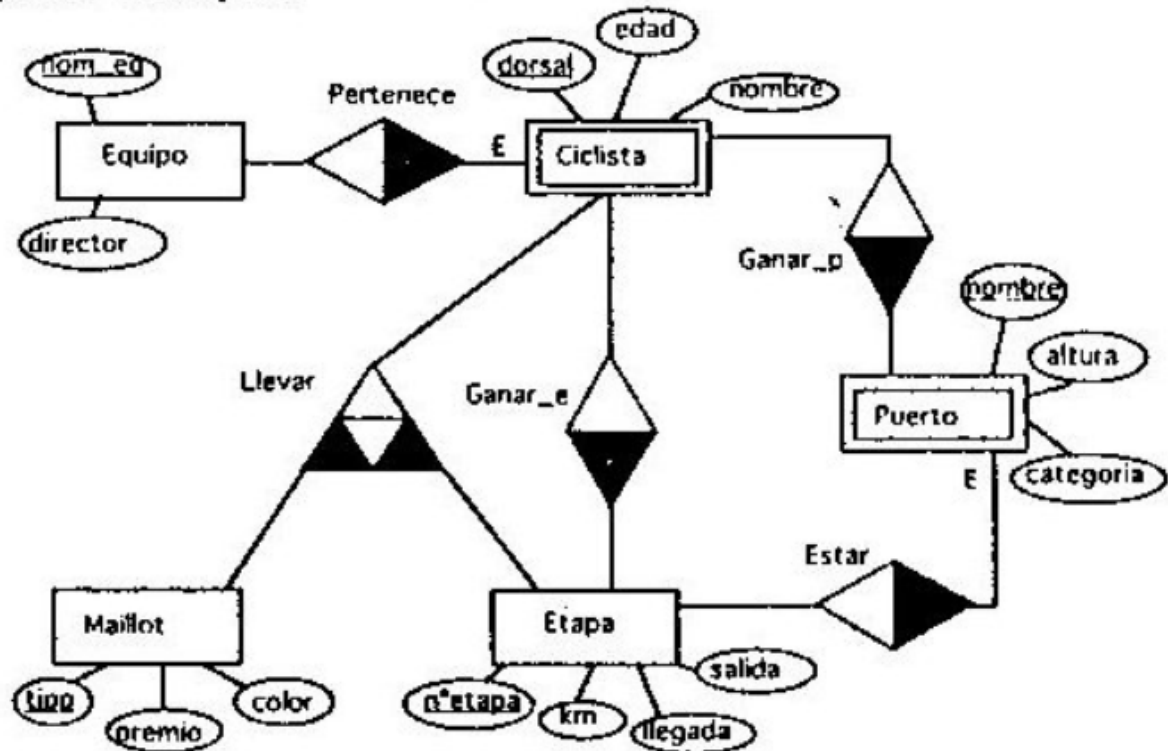 nom_eq
Equipo
director
Pertenece
E
dorsal
edad
nombre
Ciclista
Ganar_p
nombre
altura
Puerto
categoria
E
Llevar
Ganar_e
Estar
Maillot
tipo
premio
color
Etapa
nºetapa
km
llegada
salida